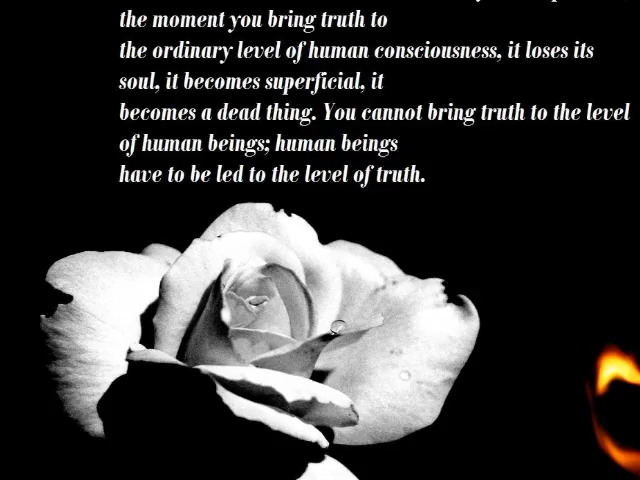 the moment you bring truth to
the ordinary level of human consciousness, it loses its
soul, it becomes superficial, it
becomes a dead thing. You cannot bring truth to the level
of human beings; human beings
have to be led to the level of truth.